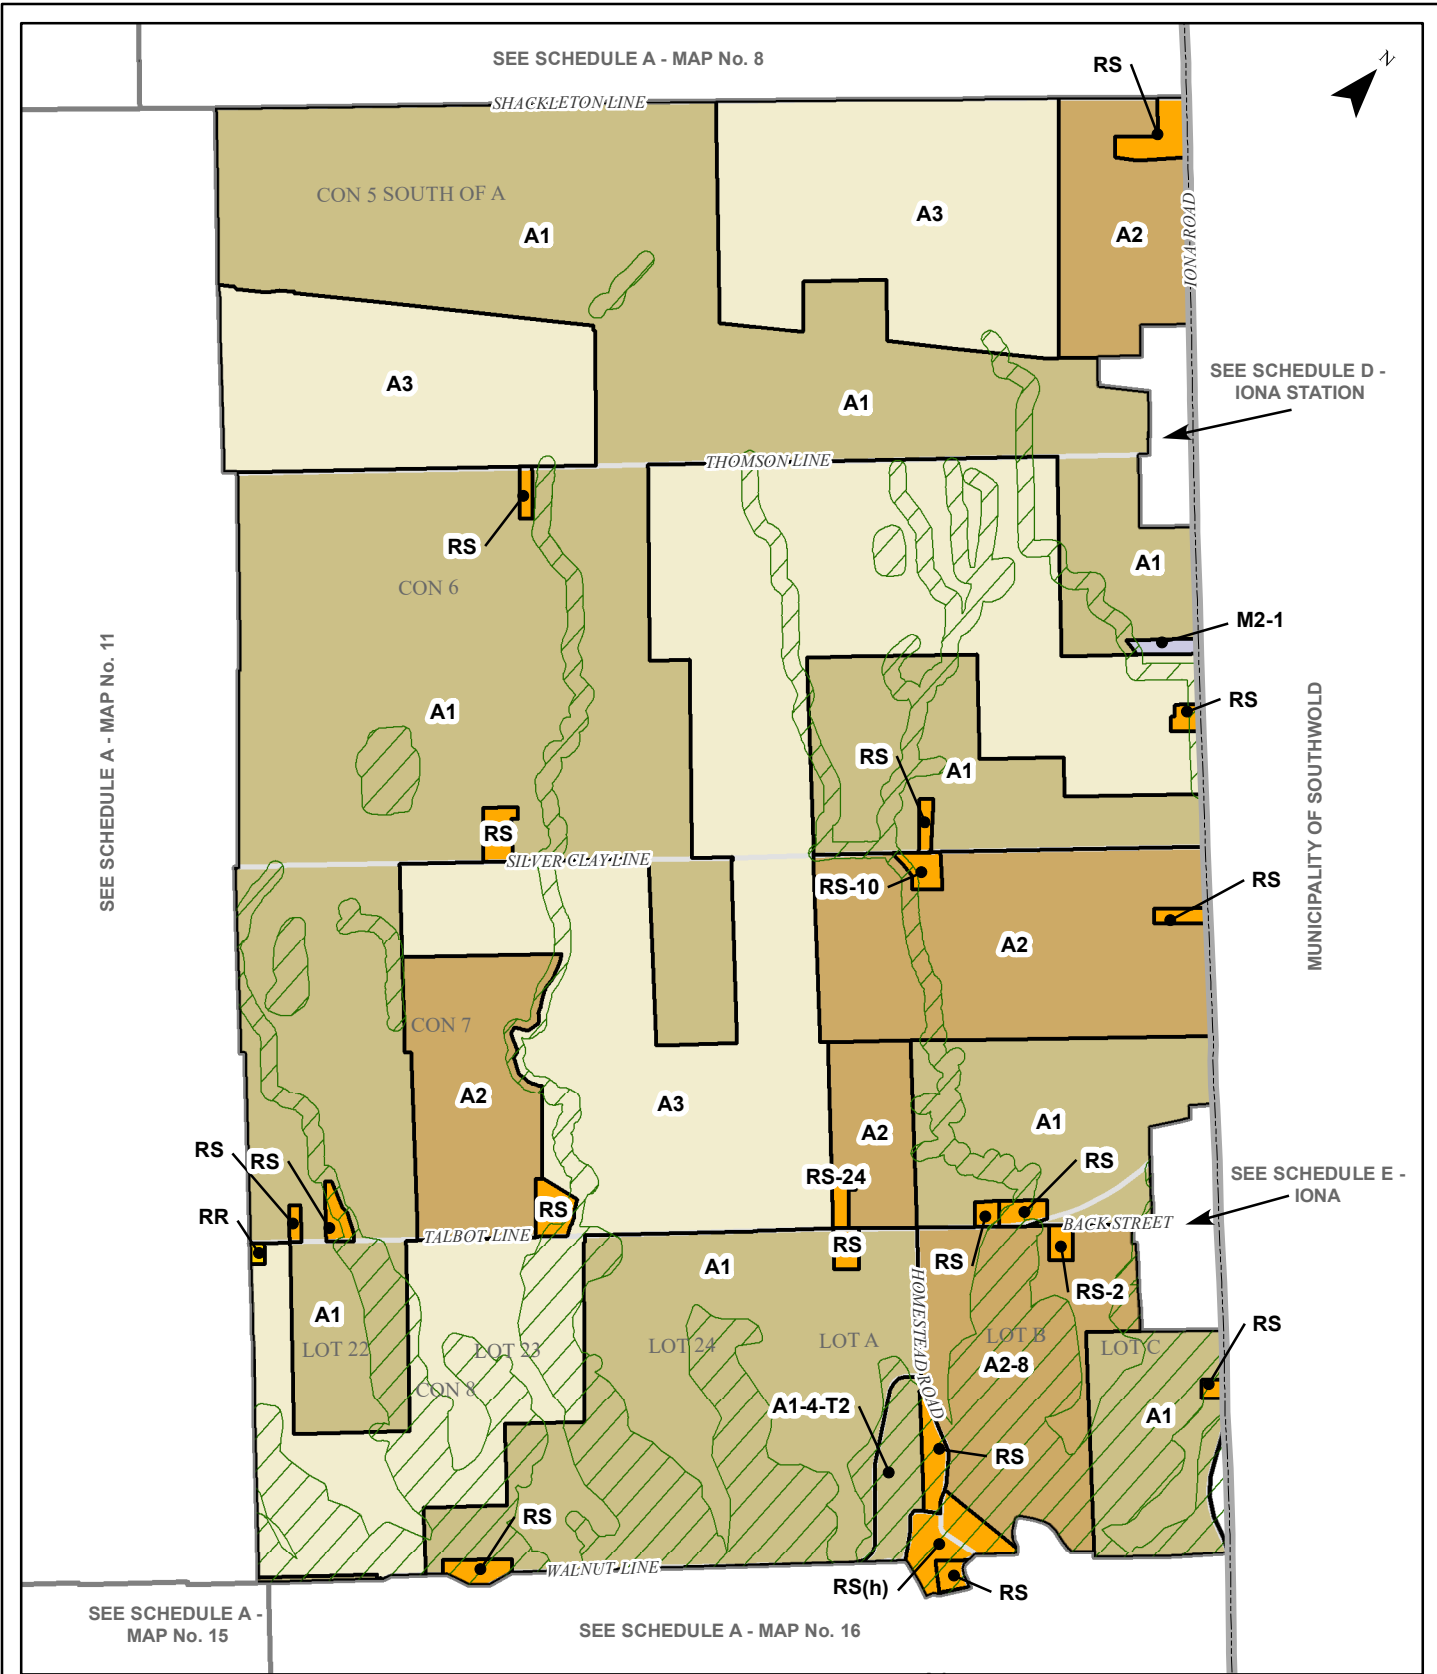 SEE SCHEDULE A - MAP No. 8
RS
N
SHACKLETON LINE
CON 5 SOUTH OF A
A3
A1
A2
IONA ROAD
SEE SCHEDULE D -
IONA STATION
A3
A1
THOMSON LINE
RS
A1
CON 6
M2-1
SEE SCHEDULE A - MAP No. 11
MUNICIPALITY OF SOUTHWOLD
RS
A1
RS
A1
RS
SILVER CLAY LINE
RS-10
RS
A2
CON 7
A2
A3
A1
A2
RS
RS
RS
RS-24
SEE SCHEDULE E -
IONA
RS
RR
BACK STREET
TALBOT LINE
RS
RS
A1
RS-2
A1
HOMESTEAD ROAD
RS
LOT 22
LOT 23
LOT 24
LOT A
LOT B
LOT C
A2-8
CON 8
A1-4-T2
A1
RS
RS
WALNUT LINE
RS(h)
RS
SEE SCHEDULE A -
MAP No. 15
SEE SCHEDULE A - MAP No. 16